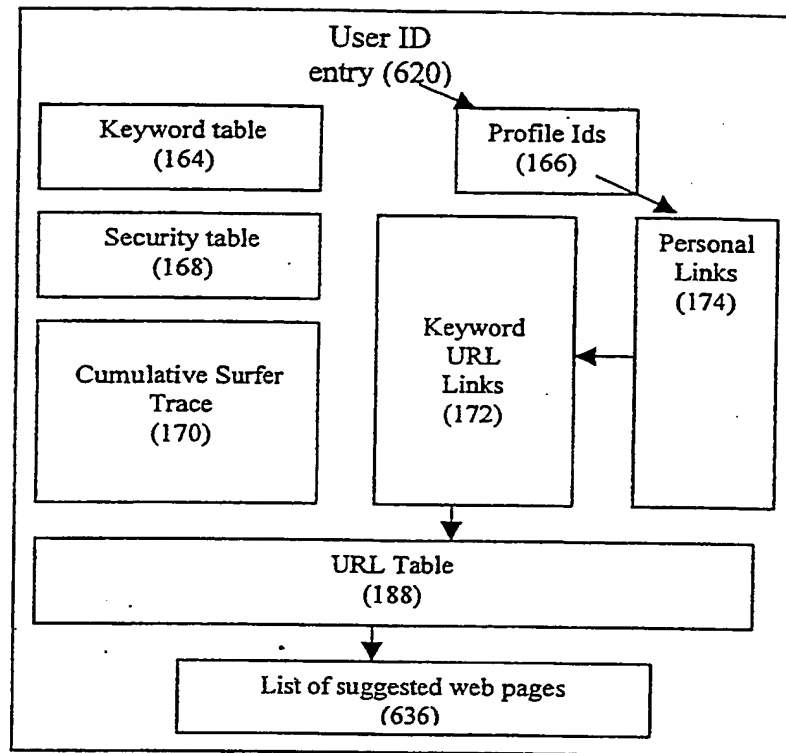 User ID
entry (620)
Keyword table
(164)
Profile Ids
(166)
Security table
(168)
Personal
Links
(174)
Keyword
URL
Links
(172)
Cumulative Surfer
Trace
(170)
URL Table
(188)
List of suggested web pages
(636)